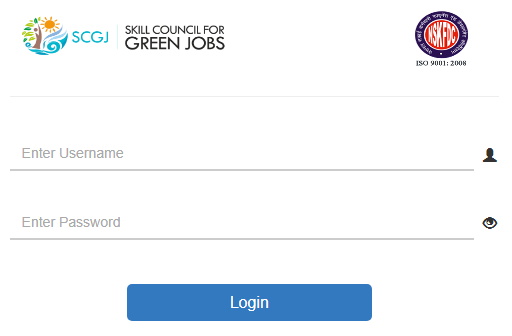 SCGJ
SKILL COUNCIL FOR
GREEN JOBS
NSKFDC
ISO 9001: 2008
Enter Username
Enter Password
Login